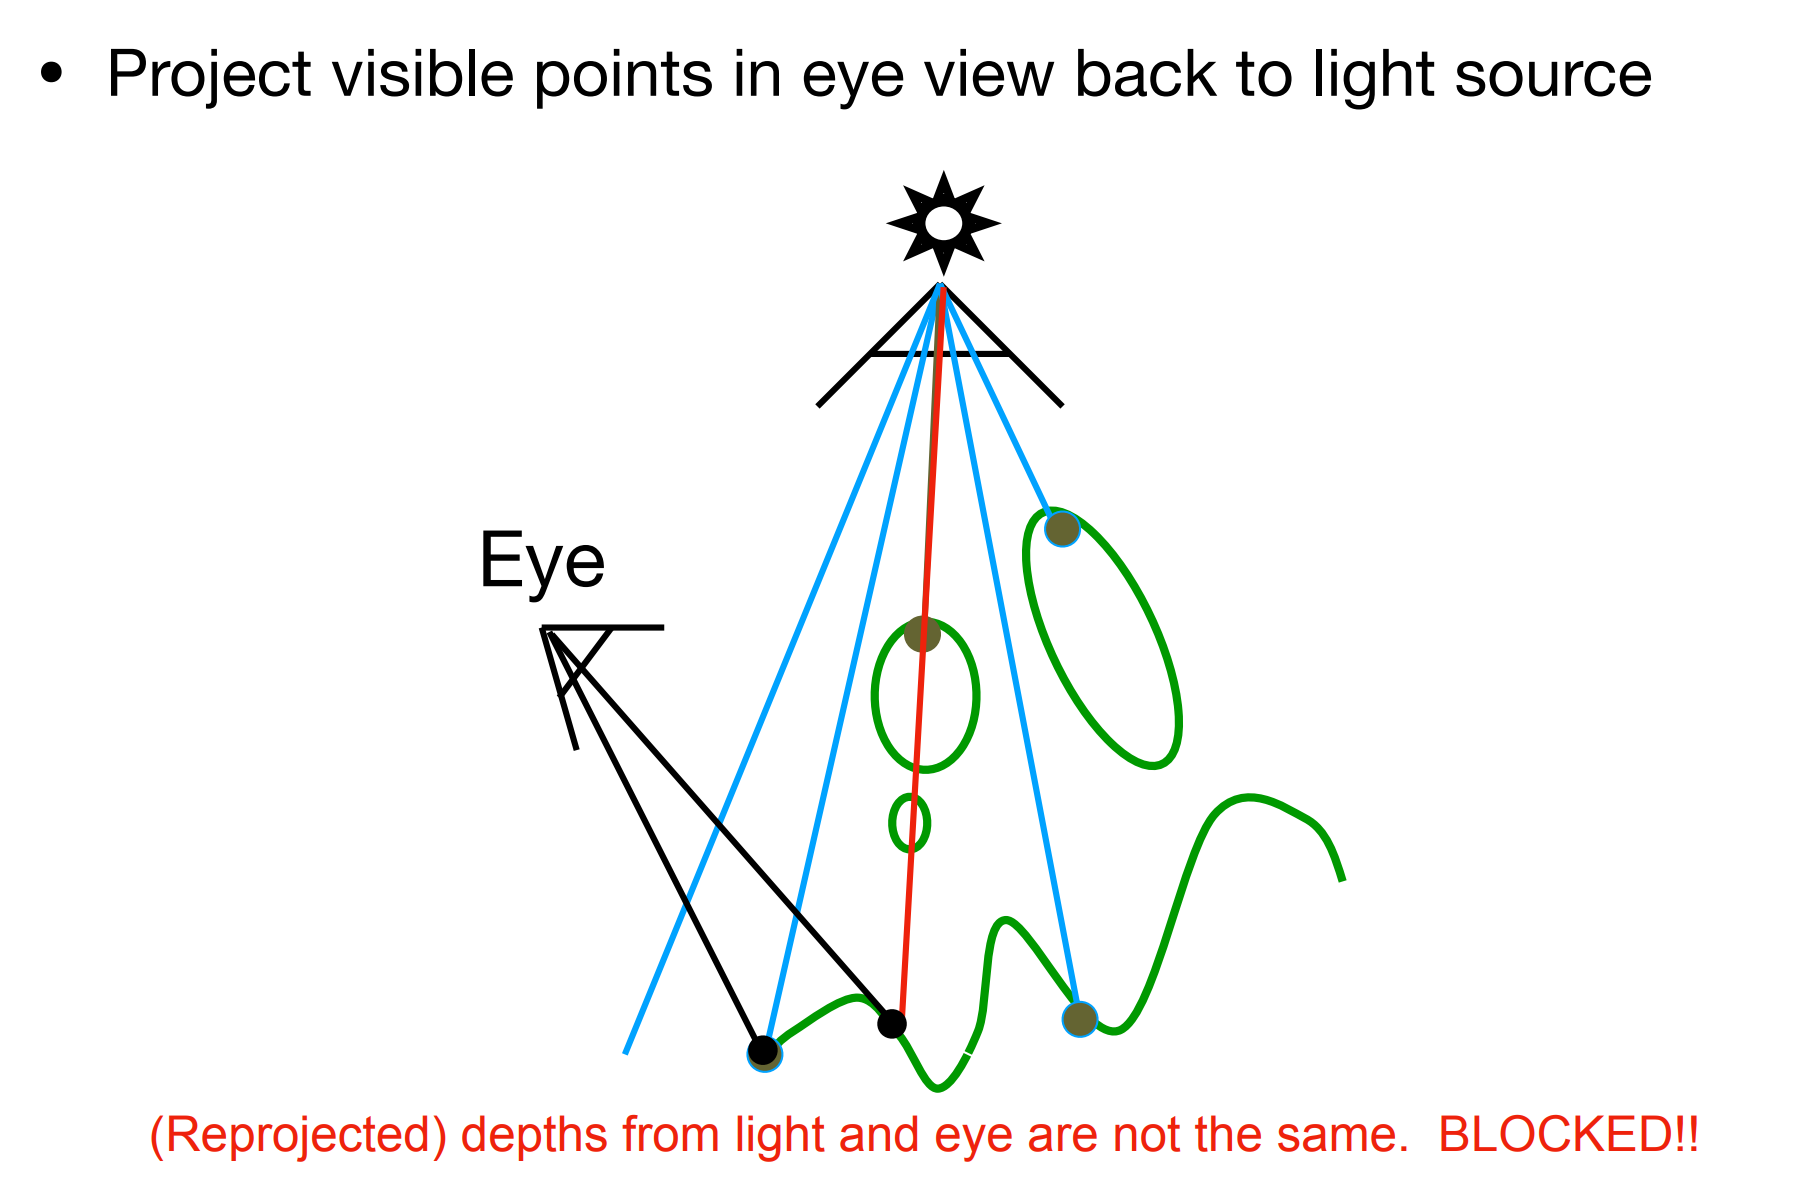 • Project visible points in eye view back to light source
Eye
(Reprojected) depths from light and eye are not the same.  BLOCKED!!